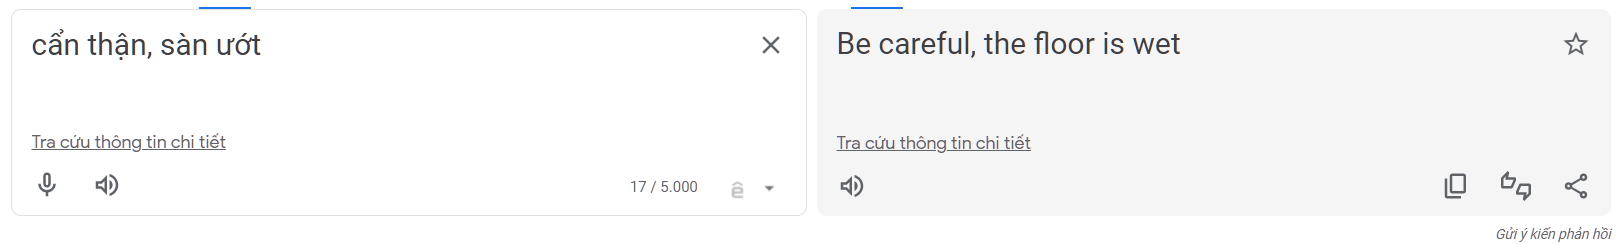 cẩn thận, sàn ướt
Be careful, the floor is wet
Tra cứu thông tin chi tiết
Tra cứu thông tin chi tiết
17 / 5.000
ê
Gửi ý kiến phản hồi